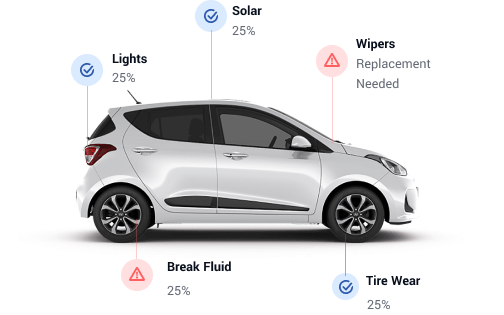 Solar
25%
Wipers
Replacement
Needed
Lights
25%
Break Fluid
25%
Tire Wear
25%